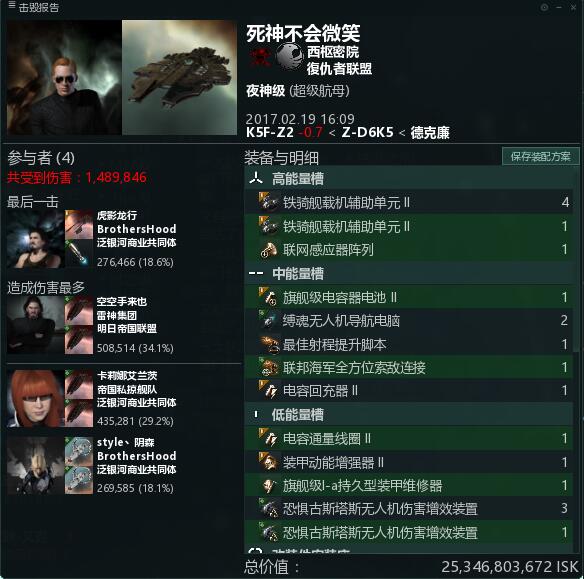 击毁报告
死神不会微笑
西枢密院
復仇者联盟
夜神级 (超级航母)
2017.02.19 16:09
K5F-Z2 -0.7 < Z-D6K5 < 德克廉
参与者 (4)
共受到伤害：1,489,846
最后一击
虎影龙行
BrothersHood
泛银河商业共同体
276,466 (18.6%)
造成伤害最多
空空手来也
雷神集团
明日帝国联盟
508,514 (34.1%)
卡莉娜艾兰茨
帝国私掠舰队
泛银河商业共同体
435,281 (29.2%)
style、阴森
BrothersHood
泛银河商业共同体
269,585 (18.1%)
装备与明细
保存装配方案
高能量槽
铁骑舰载机辅助单元 II 4
铁骑舰载机辅助单元 II 1
联网感应器阵列 1
中能量槽
旗舰级电容器电池 II 1
缚魂无人机导航电脑 2
最佳射程提升脚本 1
联邦海军全方位索敌连接 1
电容回充器 II 1
低能量槽
电容通量线圈 II 1
装甲动能增强器 II 1
旗舰级I-a持久型装甲维修器 1
恐惧古斯塔斯无人机伤害增效装置 3
恐惧古斯塔斯无人机伤害增效装置 1
总价值： 25,346,803,672 ISK